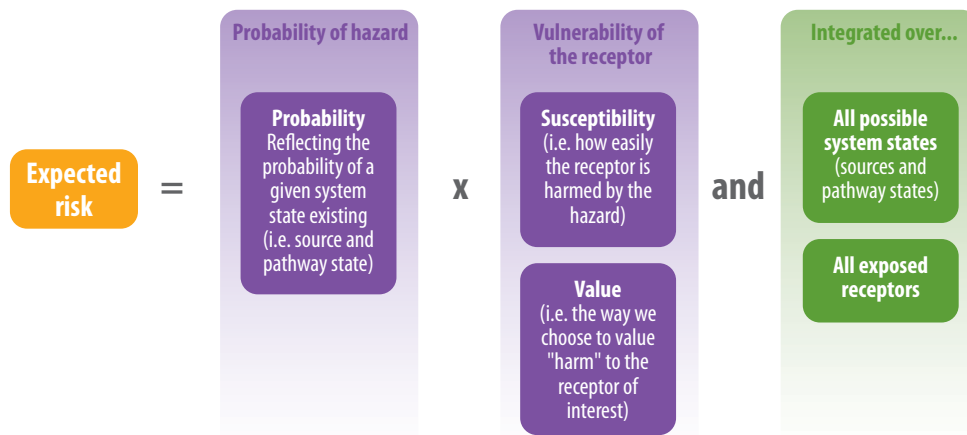 Expected
risk
=
Probability of hazard
Probability
Reflecting the
probability of a
given system
state existing
(i.e. source and
pathway state)
x
Vulnerability of
the receptor
Susceptibility
(i.e. how easily
the receptor is
harmed by the
hazard)
Value
(i.e. the way we
choose to value
"harm" to the
receptor of
interest)
and
Integrated over...
All possible
system states
(sources and
pathway states)
All exposed
receptors